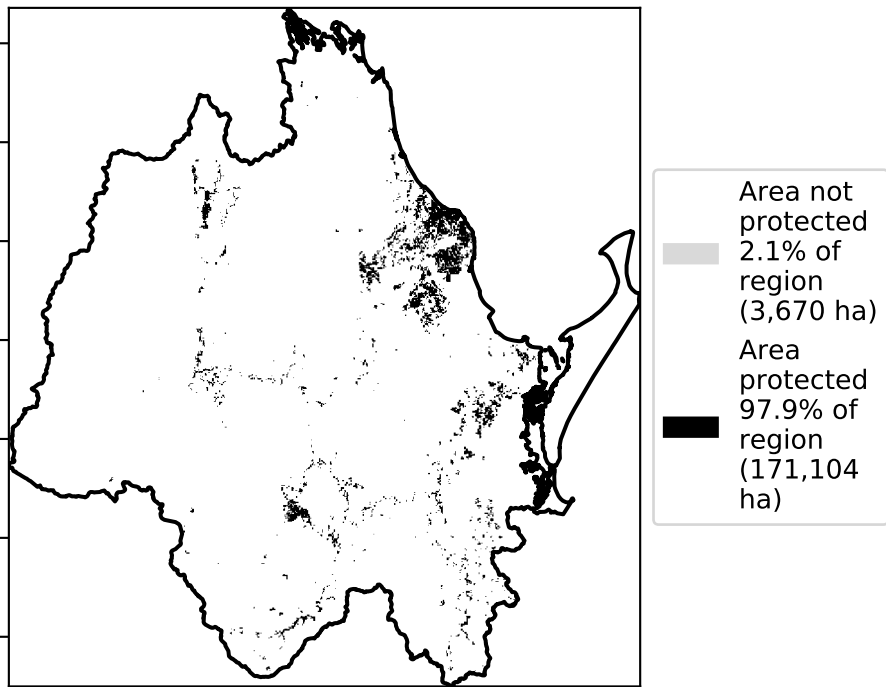 Area not
protected
2.1% of
region
(3,670 ha)
Area
protected
97.9% of
region
(171,104
ha)